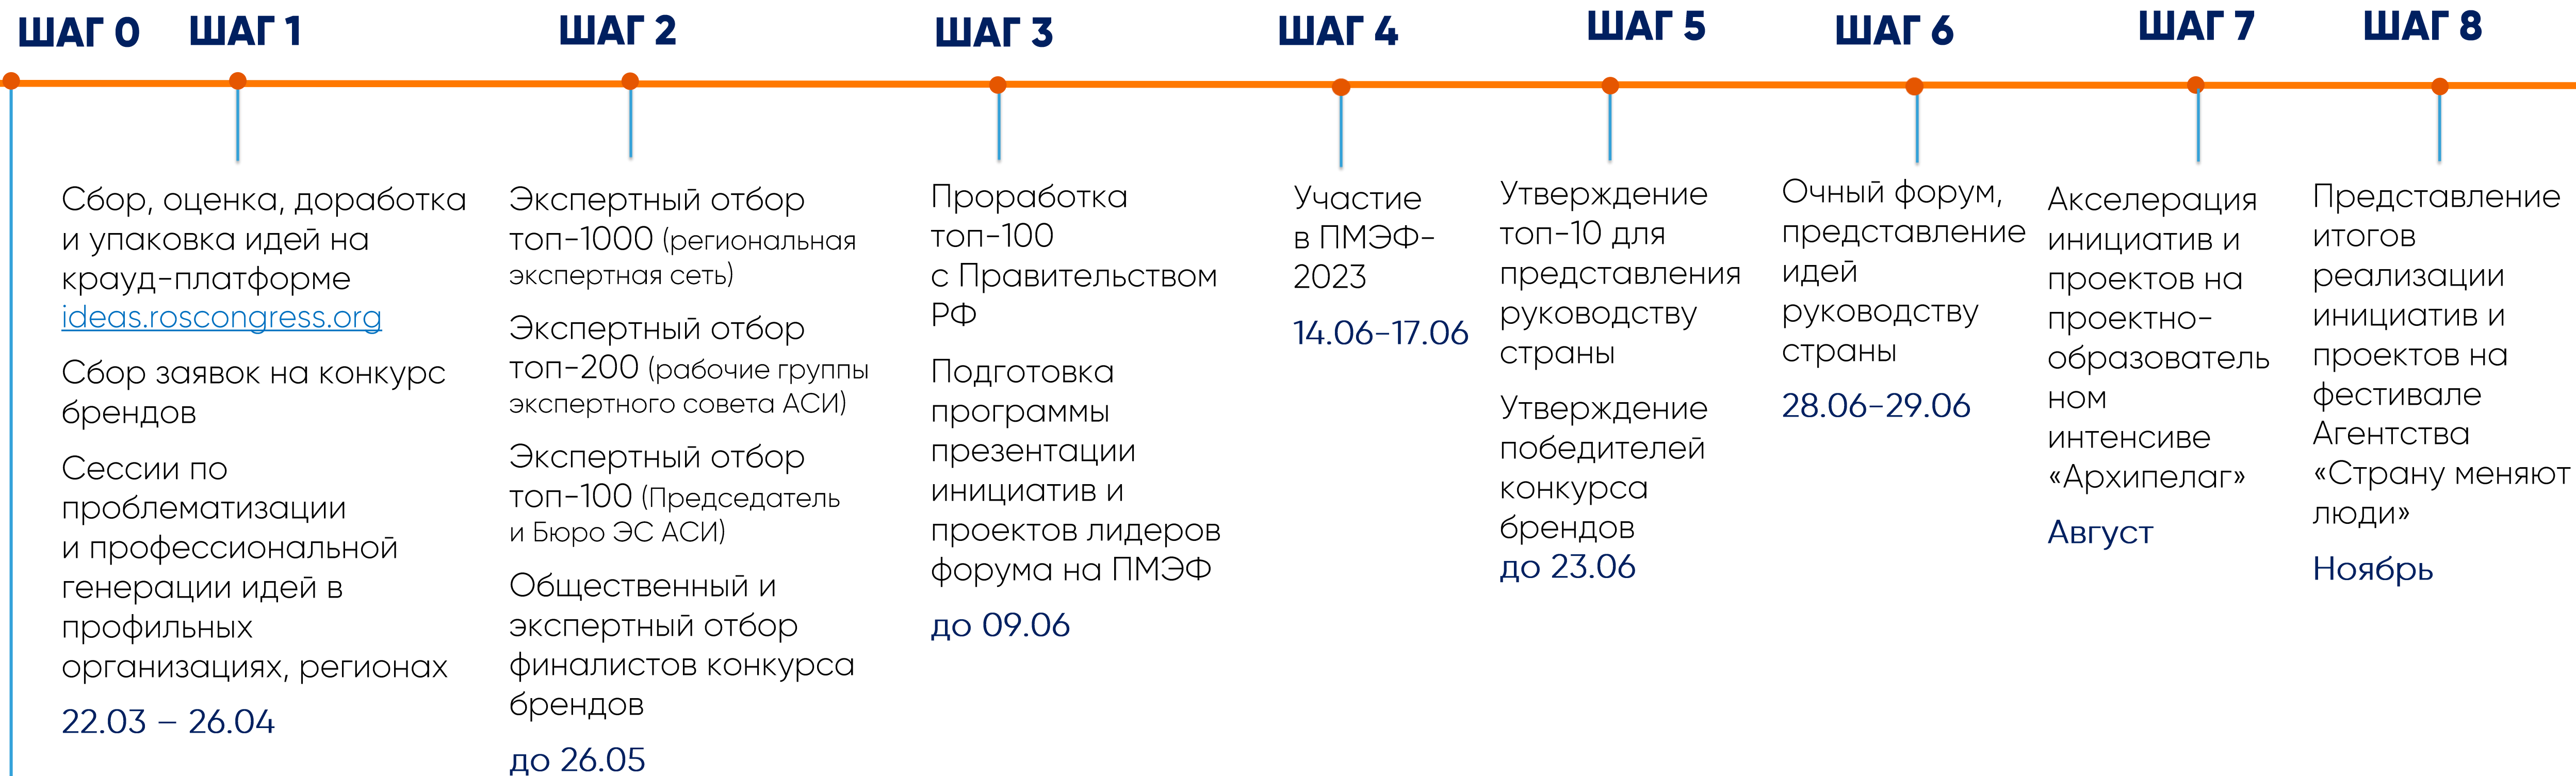 ШАГ 0
ШАГ 1
Сбор, оценка, доработка
и упаковка идей на
крауд-платформе
ideas.roscongress.org
Сбор заявок на конкурс
брендов
Сессии по
проблематизации
и профессиональной
генерации идей в
профильных
организациях, регионах
22.03 – 26.04
ШАГ 2
Экспертный отбор
топ-1000 (региональная
экспертная сеть)
Экспертный отбор
топ-200 (рабочие группы
экспертного совета АСИ)
Экспертный отбор
топ-100 (Председатель
и Бюро ЭС АСИ)
Общественный и
экспертный отбор
финалистов конкурса
брендов
до 26.05
ШАГ 3
Проработка
топ-100
с Правительством
РФ
Подготовка
программы
презентации
инициатив и
проектов лидеров
форума на ПМЭФ
до 09.06
ШАГ 4
Участие
в ПМЭФ-
2023
14.06-17.06
ШАГ 5
Утверждение
топ-10 для
представления
руководству
страны
Утверждение
победителей
конкурса
брендов
до 23.06
ШАГ 6
Очный форум,
представление
идей
руководству
страны
28.06-29.06
ШАГ 7
Акселерация
инициатив и
проектов на
проектно-
образователь
ном
интенсиве
«Архипелаг»
Август
ШАГ 8
Представление
итогов
реализации
инициатив и
проектов на
фестивале
Агентства
«Страну меняют
люди»
Ноябрь